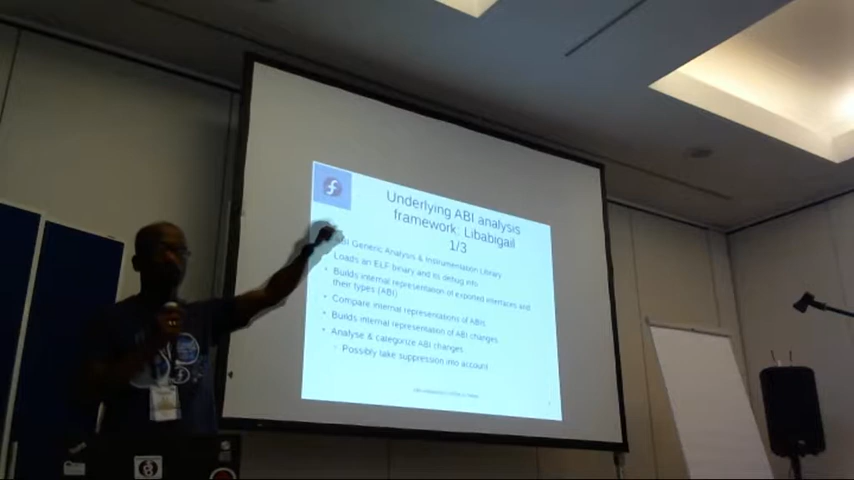 Underlying ABI analysis
framework: Libabigail
1/3
ABI Generic Analysis & Instrumentation Library
Loads an ELF binary and its debug info
Builds internal representation of exported interfaces and
their types (ABI)
Compare internal representations of ABIs
Builds internal representation of ABI changes
Analyse & categorize ABI changes
Possibly take suppression into account